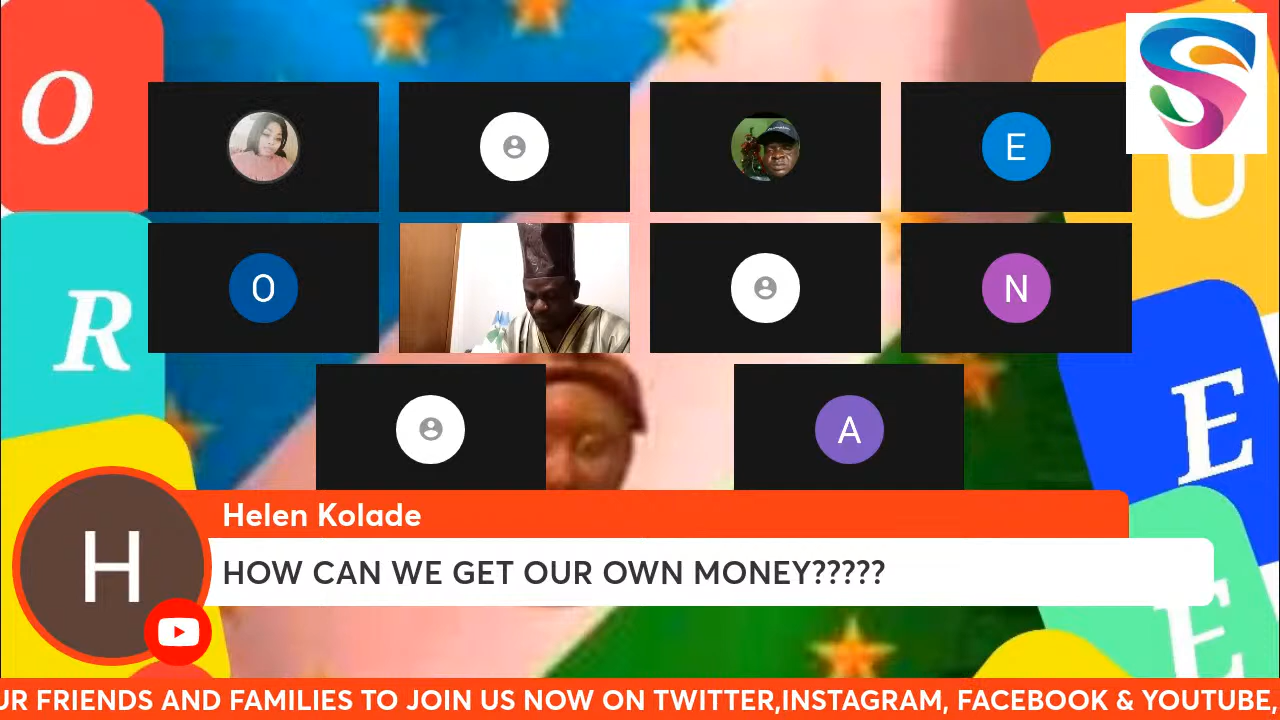 O
U
E
O
N
R
E
A
Helen Kolade
H
HOW CAN WE GET OUR OWN MONEY?????
E
UR FRIENDS AND FAMILIES TO JOIN US NOW ON TWITTER,INSTAGRAM, FACEBOOK & YOUTUBE,